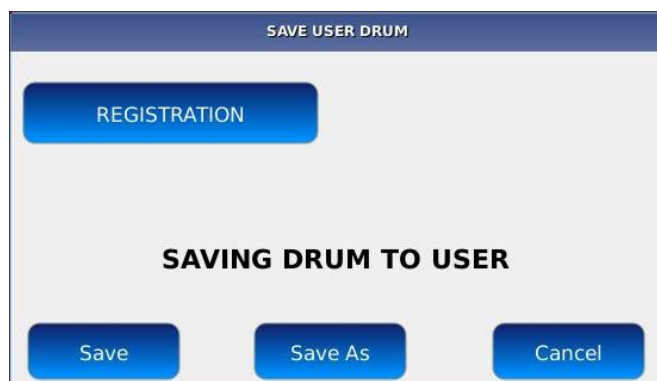 SAVE USER DRUM
REGISTRATION
SAVING DRUM TO USER
Save Save As Cancel